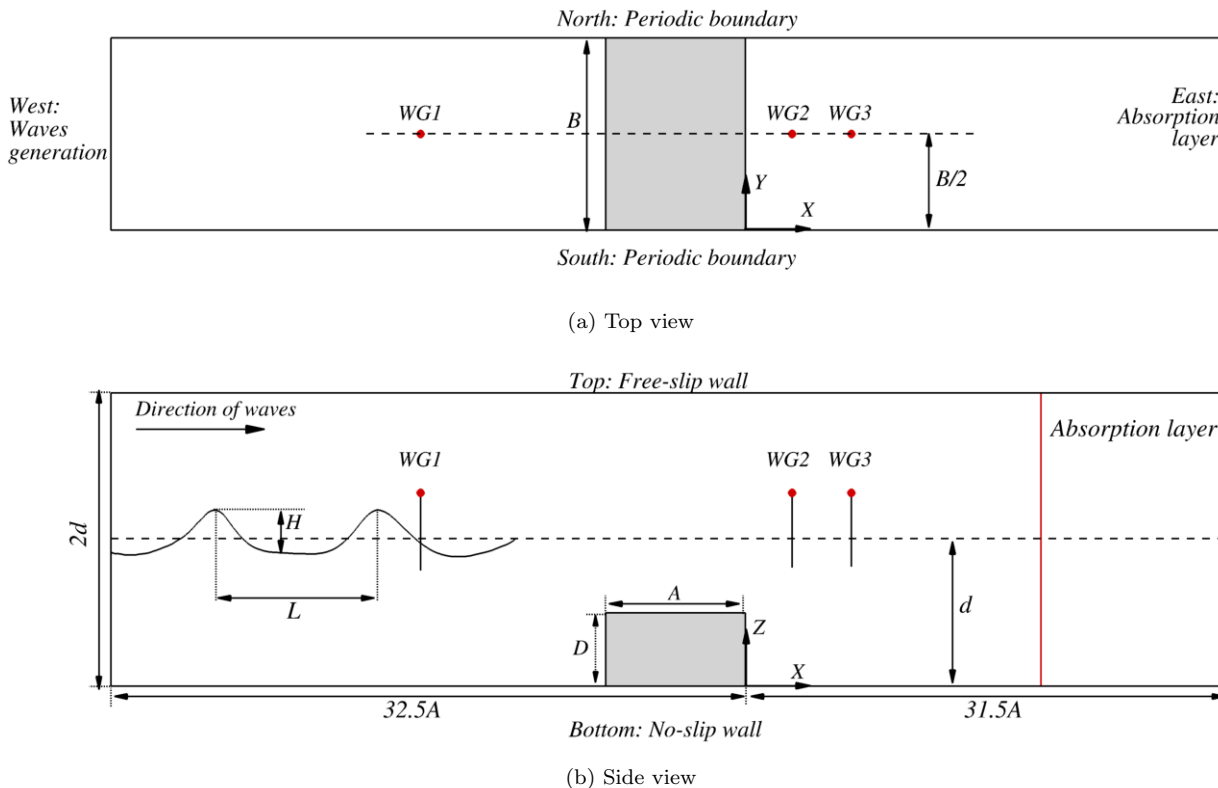 North: Periodic boundary
West:
Waves
generation
WG1
B
WG2
WG3
East:
Absorption
layer
B/2
Y
X
South: Periodic boundary
(a) Top view
Top: Free-slip wall
Direction of waves
Absorption layer
WG1
WG2
WG3
2d
H
L
A
D
Z
X
d
32.5A
31.5A
Bottom: No-slip wall
(b) Side view